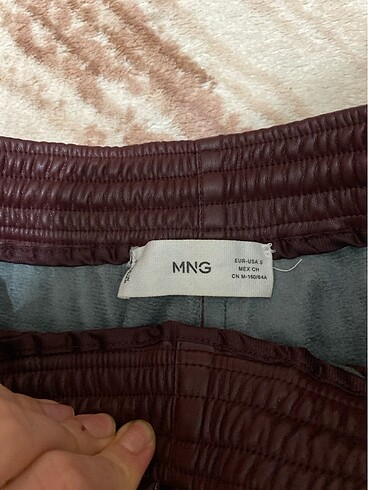 MNG
EUR-USA S
MEX CH
CN M-160/64A